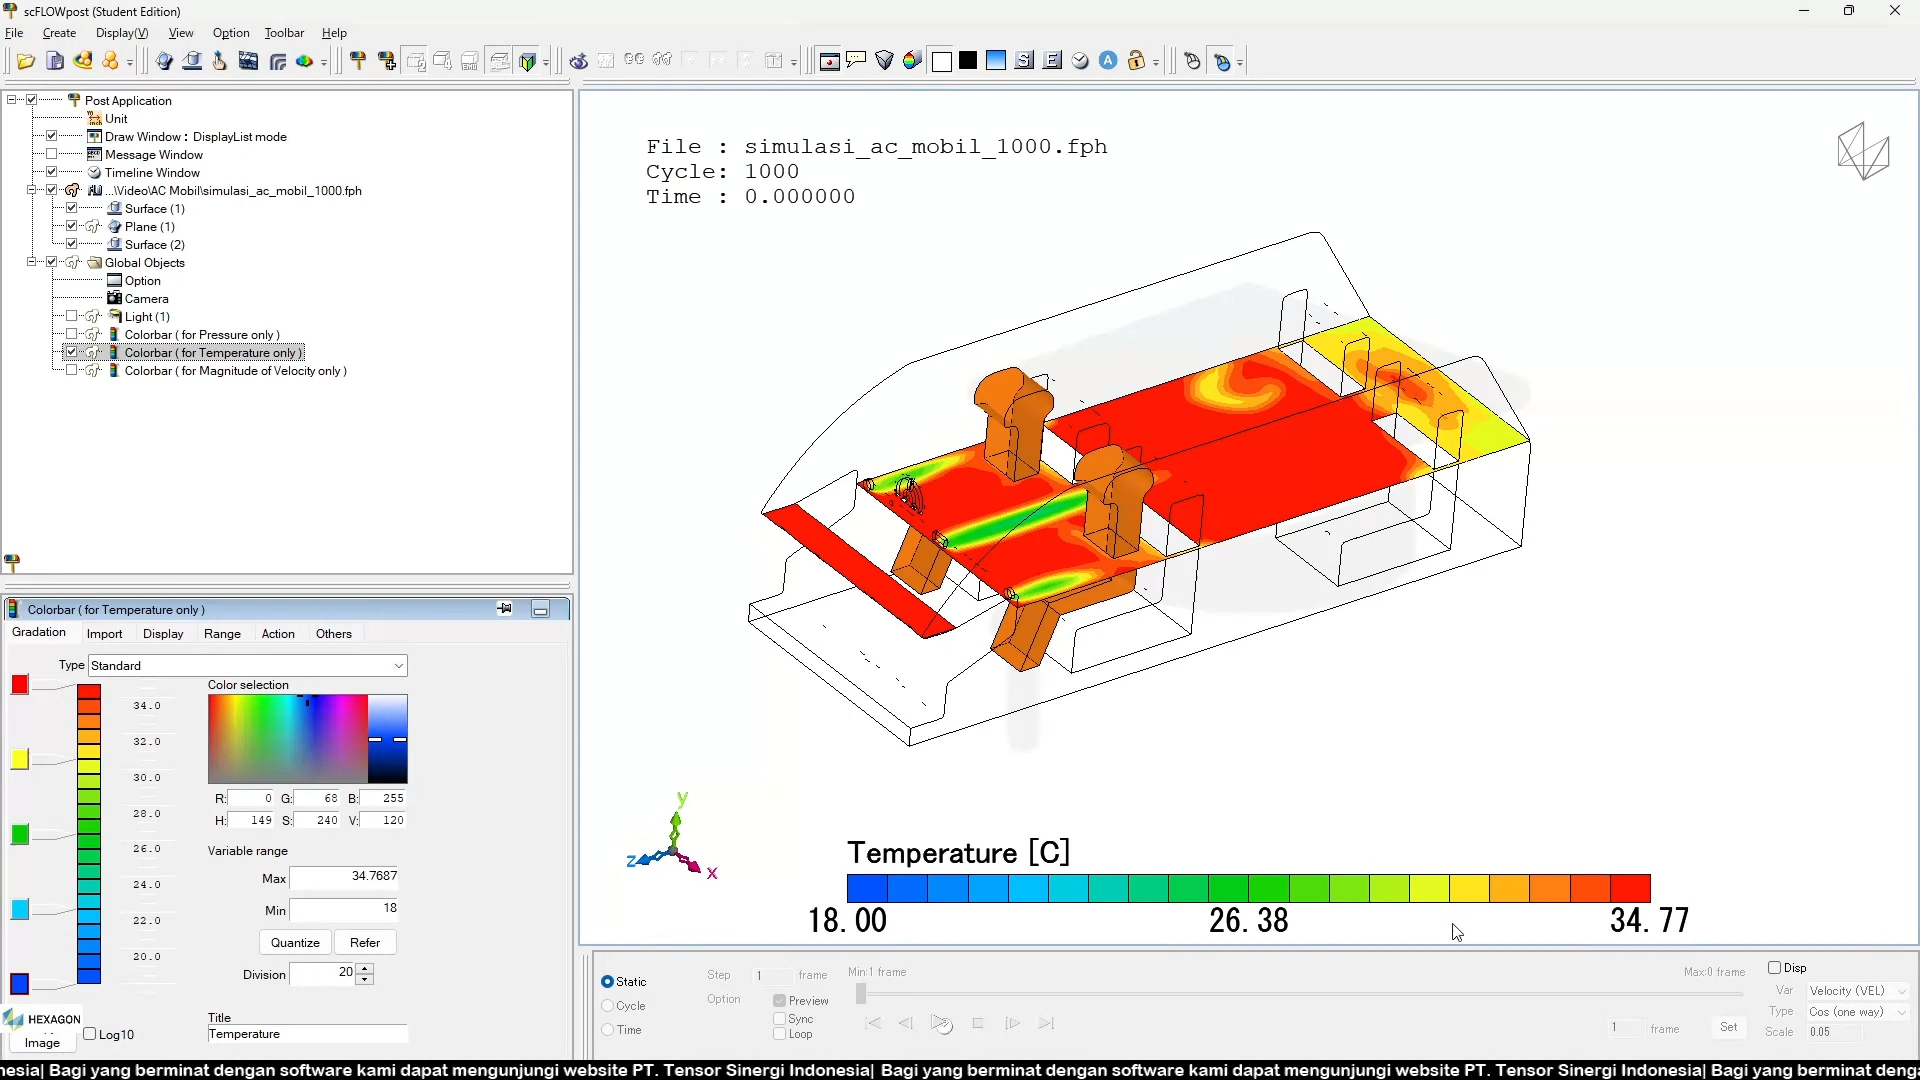 scFLOWpost (Student Edition)
File Create Display(V) View Option Toolbar Help
Post Application
Unit
Draw Window : DisplayList mode
Message Window
Timeline Window
...\Video\AC Mobil\simulasi_ac_mobil_1000.fph
Surface (1)
Plane (1)
Surface (2)
Global Objects
Option
Camera
Light (1)
Colorbar ( for Pressure only )
Colorbar ( for Temperature only )
Colorbar ( for Magnitude of Velocity only )
File : simulasi_ac_mobil_1000.fph
Cycle: 1000
Time : 0.000000
y
z
x
Temperature [C]
18.00 26.38 34.77
Colorbar ( for Temperature only )
Gradation Import Display Range Action Others
Type Standard
Color selection
34.0
32.0
30.0
28.0
26.0
24.0
22.0
20.0
R: 0 G: 68 B: 255
H: 149 S: 240 V: 120
Variable range
Max 34.7687
Min 18
Quantize Refer
Division 20
Title
Temperature
HEXAGON
Image
Log10
Static
Cycle
Time
Step 1 frame
Option
Preview
Sync
Loop
Min:1 frame
Max:0 frame
1 frame Set
Disp
Var Velocity (VEL)
Type Cos (one way)
Scale 0.05
nesia| Bagi yang berminat dengan software kami dapat mengunjungi website PT. Tensor Sinergi Indonesia| Bagi yang berminat dengan software kami dapat mengunjungi website PT. Tensor Sinergi Indonesia| Bagi yang berminat deng